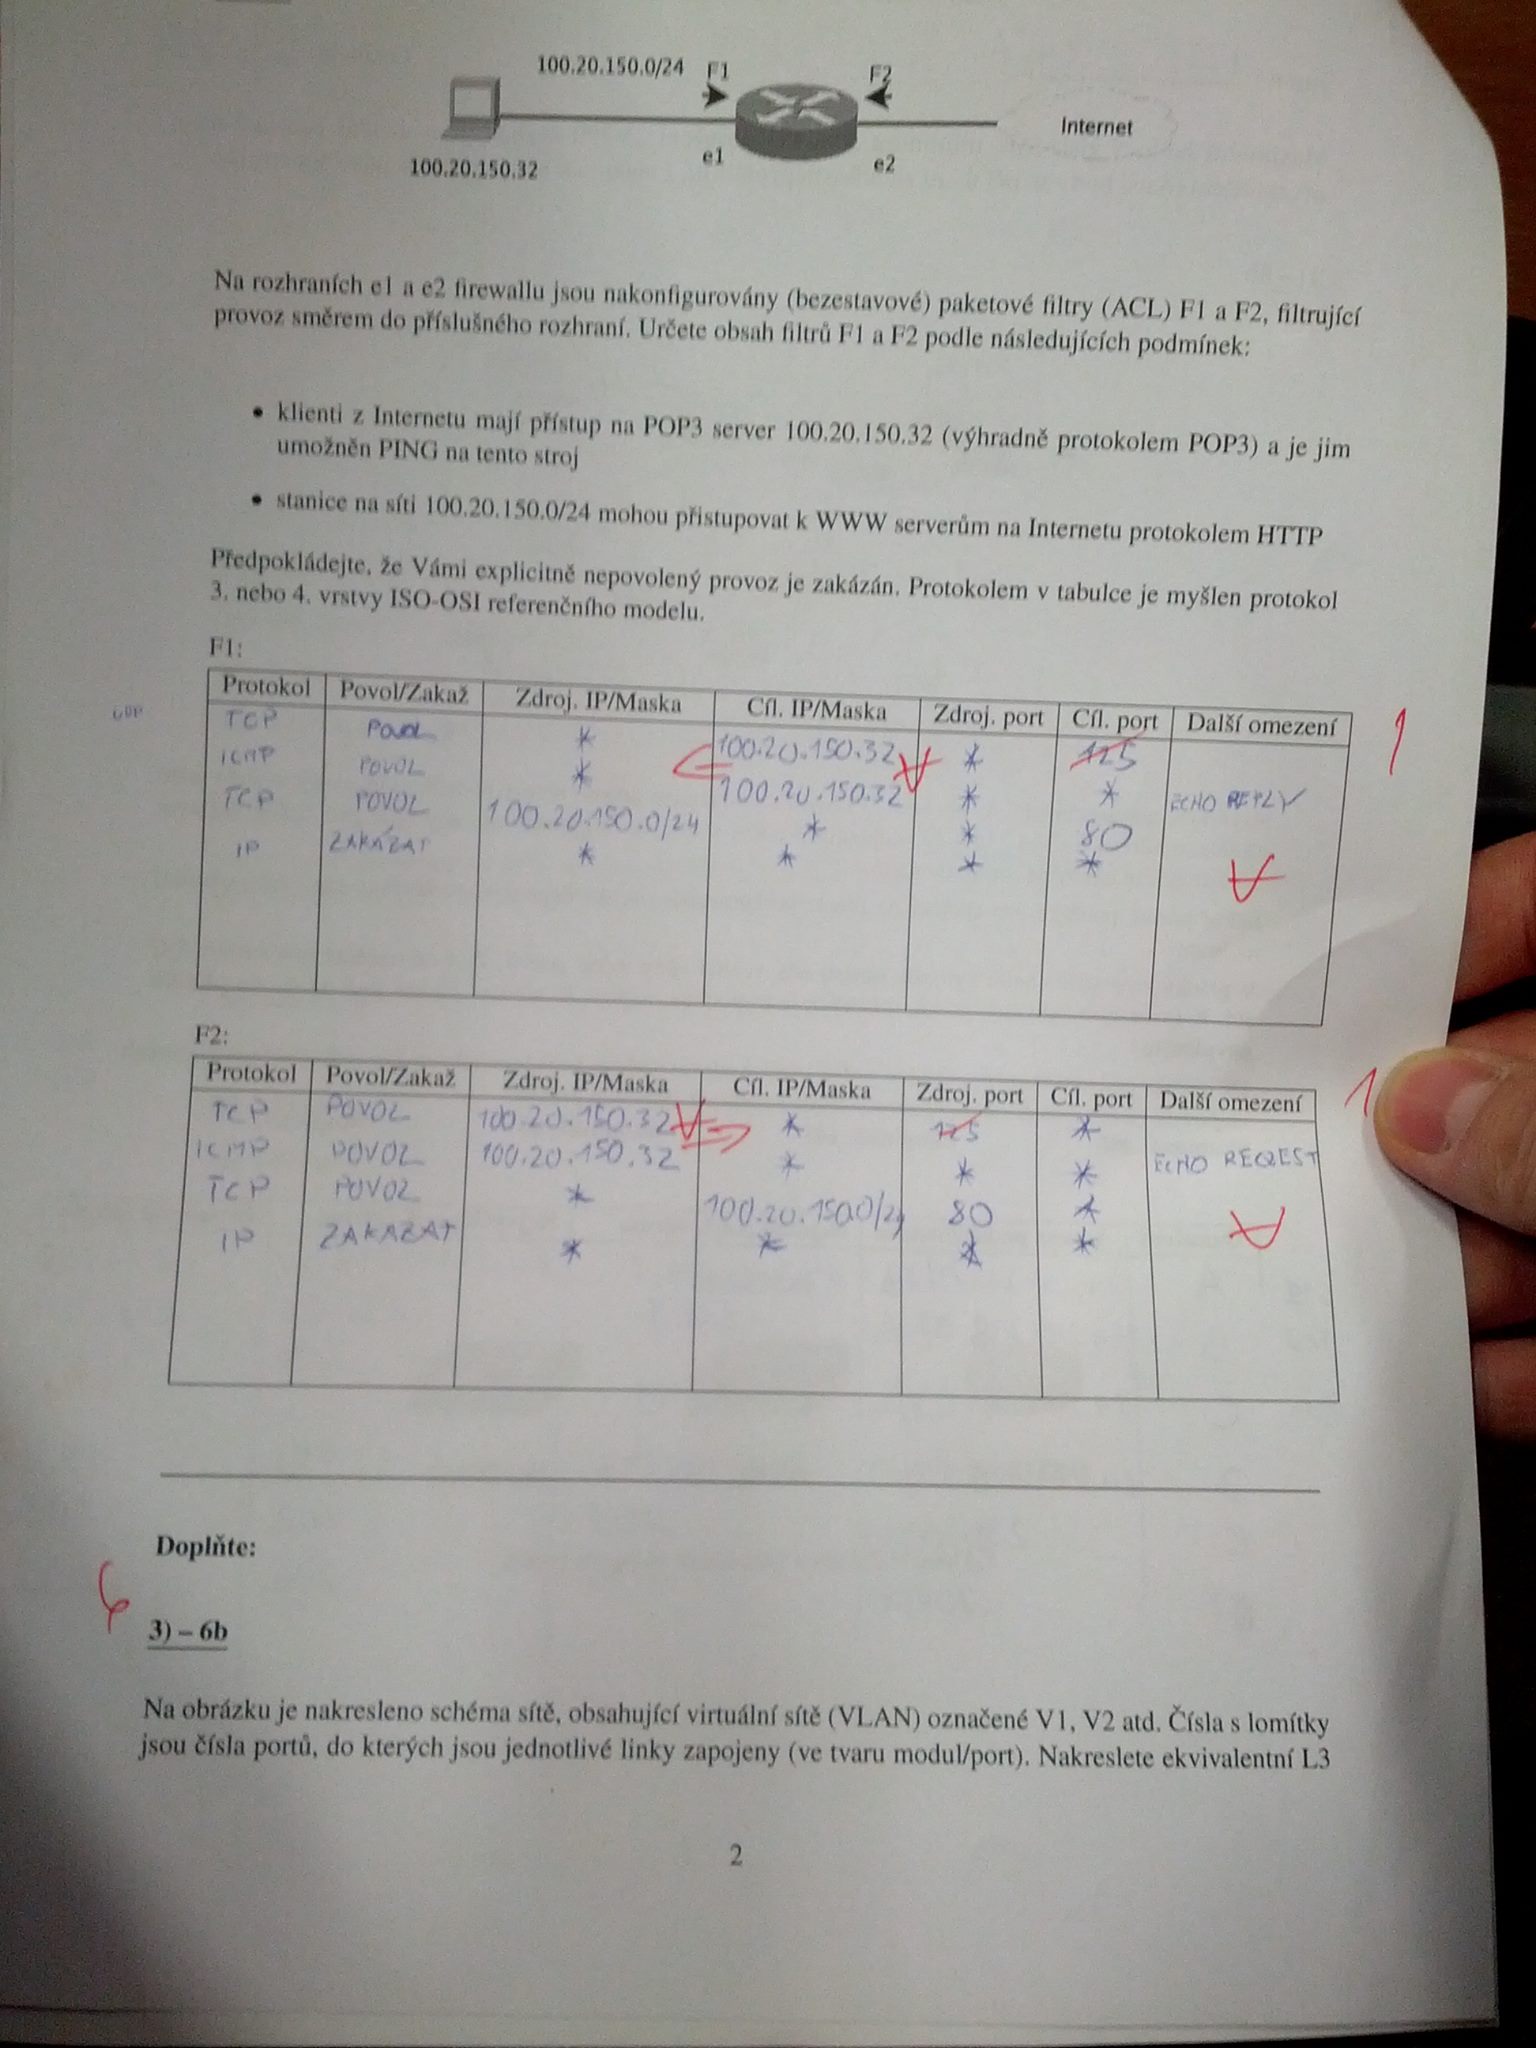 100.20.150.0/24 F1 F2
Internet
e1 e2
100.20.150.32
Na rozhraních e1 a e2 firewallu jsou nakonfigurovány (bezestavové) paketové filtry (ACL) F1 a F2, filtrující
provoz směrem do příslušného rozhraní. Určete obsah filtrů F1 a F2 podle následujících podmínek:
• klienti z Internetu mají přístup na POP3 server 100.20.150.32 (výhradně protokolem POP3) a je jim
umožněn PING na tento stroj
• stanice na síti 100.20.150.0/24 mohou přistupovat k WWW serverům na Internetu protokolem HTTP
Předpokládejte, že Vámi explicitně nepovolený provoz je zakázán. Protokolem v tabulce je myšlen protokol
3. nebo 4. vrstvy ISO-OSI referenčního modelu.
F1:
Protokol Povol/Zakaž Zdroj. IP/Maska Cíl. IP/Maska Zdroj. port Cíl. port Další omezení
TCP POVOL * 100.20.150.32 * 125
ICMP POVOL * 100.20.150.32 * * ECHO REPLY
TCP POVOL 100.20.150.0/24 * * 80
IP ZAKÁZAT * * * *
1
F2:
Protokol Povol/Zakaž Zdroj. IP/Maska Cíl. IP/Maska Zdroj. port Cíl. port Další omezení
TCP POVOL 100.20.150.32 * 125 *
ICMP POVOL 100.20.150.32 * * * ECHO REQEST
TCP POVOL * 100.20.150.0/24 80 *
IP ZAKAZAT * * * *
1
Doplňte:
6
3) – 6b
Na obrázku je nakresleno schéma sítě, obsahující virtuální sítě (VLAN) označené V1, V2 atd. Čísla s lomítky
jsou čísla portů, do kterých jsou jednotlivé linky zapojeny (ve tvaru modul/port). Nakreslete ekvivalentní L3
2